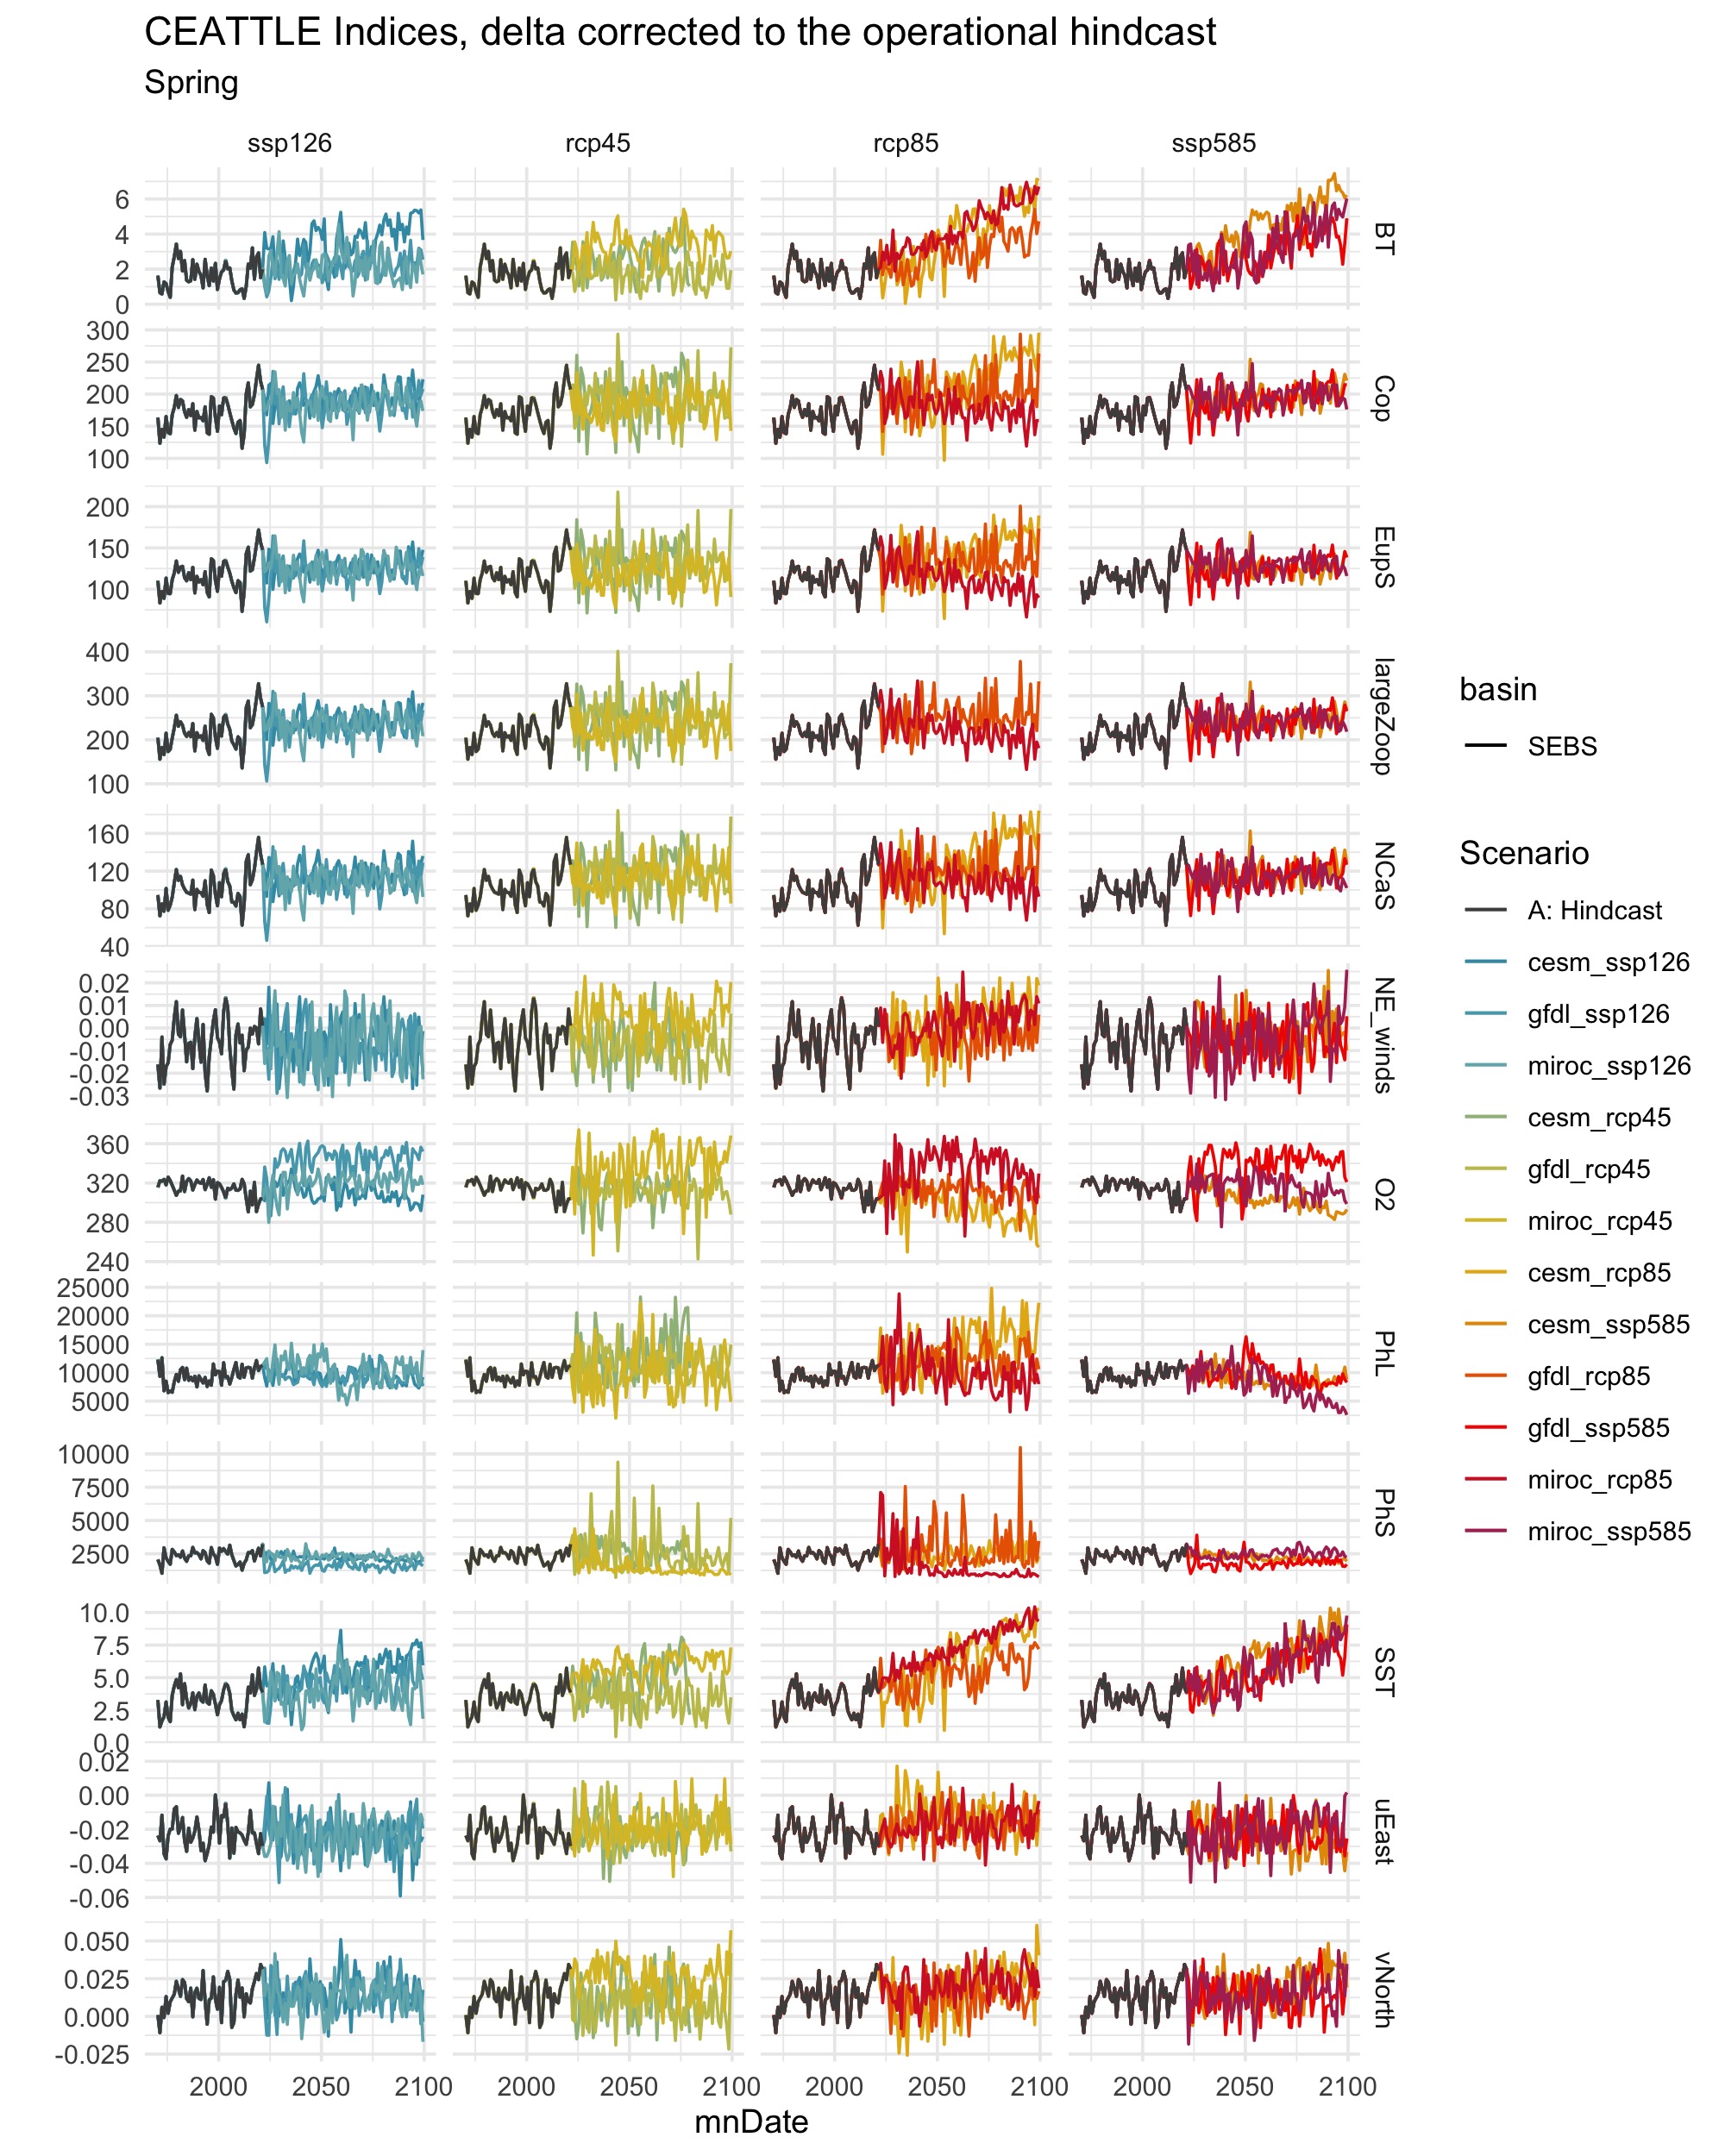 CEATTLE Indices, delta corrected to the operational hindcast
Spring
ssp126 rcp45 rcp85 ssp585
6
4
2
0
BT
300
250
200
150
100
Cop
200
150
100
EupS
400
300
200
100
largeZoop
160
120
80
40
NCaS
0.02
0.01
0.00
-0.01
-0.02
-0.03
NE_winds
360
320
280
240
O2
25000
20000
15000
10000
5000
PhL
10000
7500
5000
2500
PhS
10.0
7.5
5.0
2.5
0.0
SST
0.02
0.00
-0.02
-0.04
-0.06
uEast
0.050
0.025
0.000
-0.025
vNorth
2000 2050 2100 2000 2050 2100 2000 2050 2100 2000 2050 2100
mnDate
basin
SEBS
Scenario
A: Hindcast
cesm_ssp126
gfdl_ssp126
miroc_ssp126
cesm_rcp45
gfdl_rcp45
miroc_rcp45
cesm_rcp85
cesm_ssp585
gfdl_rcp85
gfdl_ssp585
miroc_rcp85
miroc_ssp585